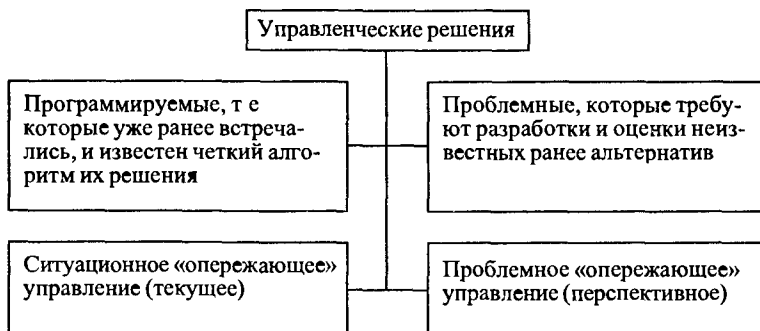 Управленческие решения
Программируемые, т е
которые уже ранее встреча-
лись, и известен четкий алго-
ритм их решения
Проблемные, которые требу-
ют разработки и оценки неиз-
вестных ранее альтернатив
Ситуационное «опережающее»
управление (текущее)
Проблемное «опережающее»
управление (перспективное)